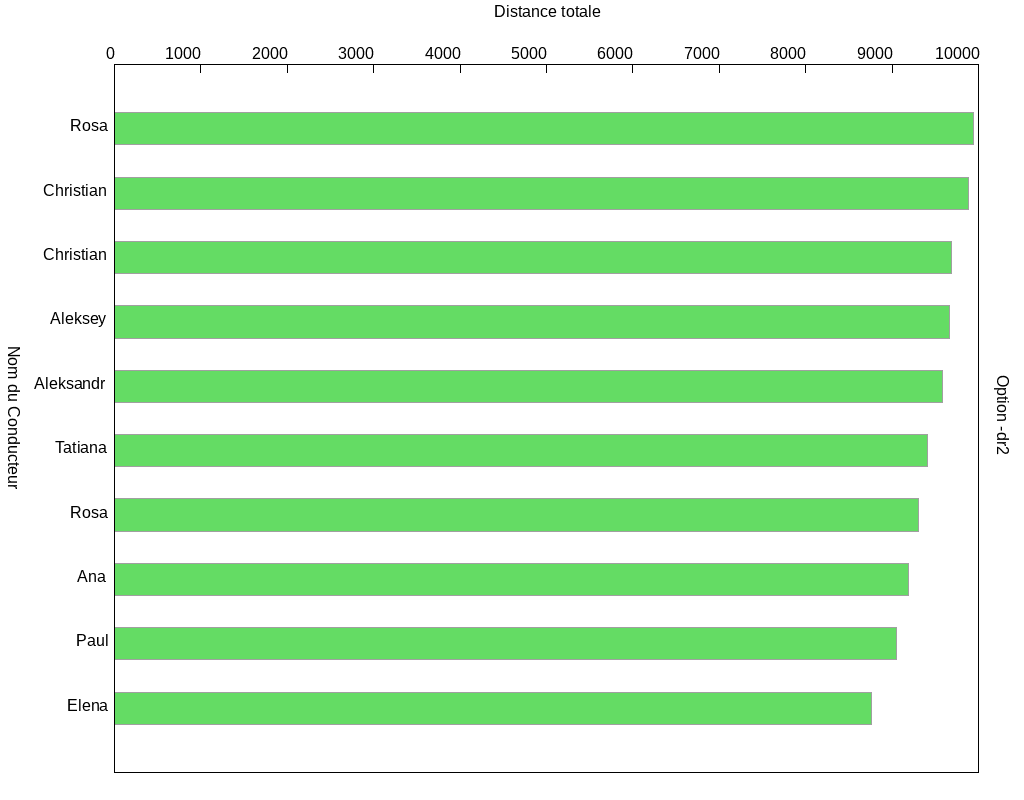 Distance totale
0 1000 2000 3000 4000 5000 6000 7000 8000 9000 10000
Rosa
Christian
Christian
Aleksey
Aleksandr
Tatiana
Rosa
Ana
Paul
Elena
Nom du Conducteur
Option -dr2